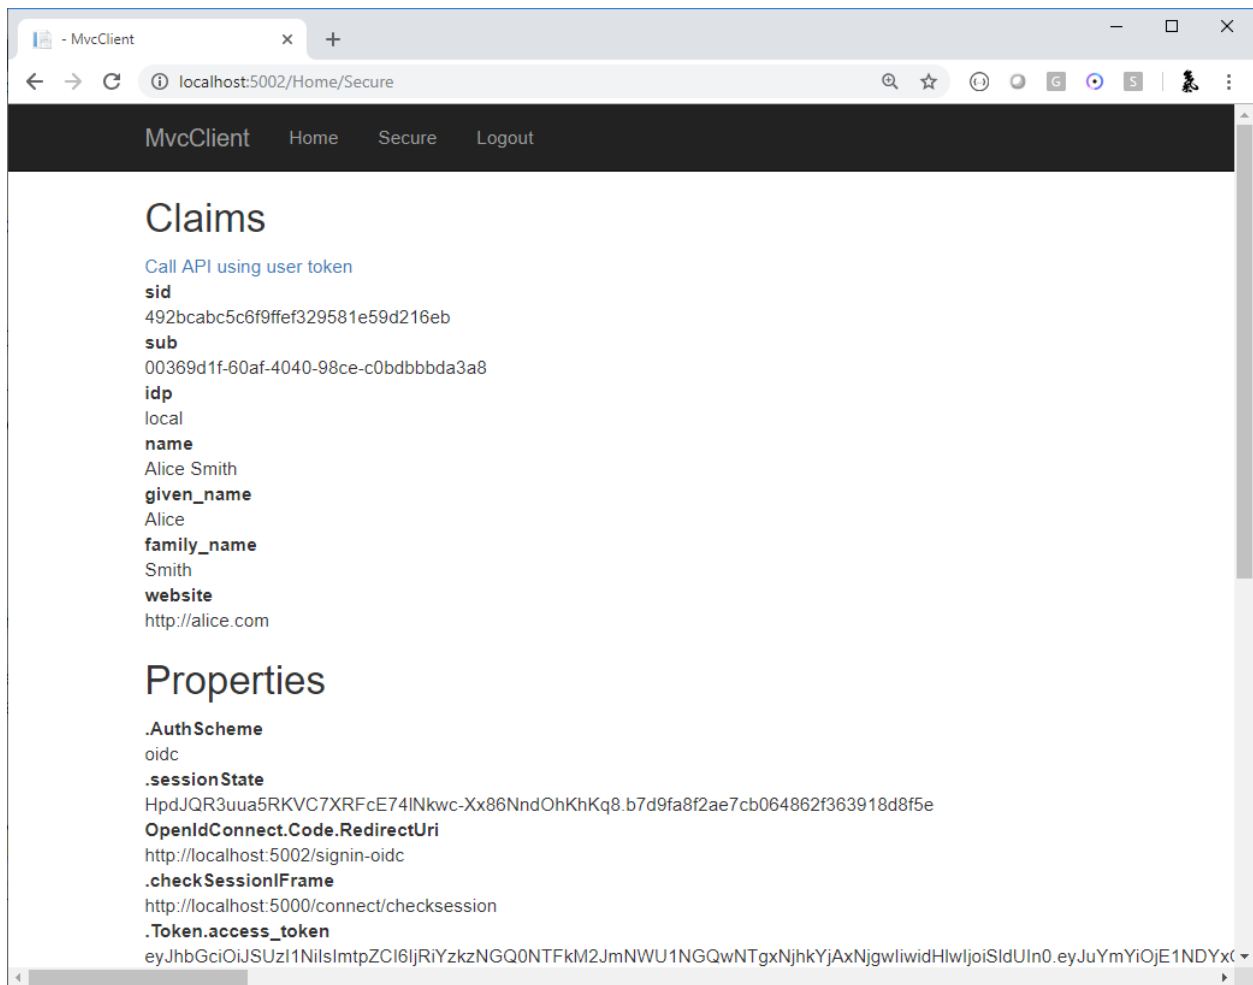 - MvcClient
localhost:5002/Home/Secure
G
S
MvcClient Home Secure Logout
Claims
Call API using user token
sid
492bcabc5c6f9ffef329581e59d216eb
sub
00369d1f-60af-4040-98ce-c0bdbbbda3a8
idp
local
name
Alice Smith
given_name
Alice
family_name
Smith
website
http://alice.com
Properties
.AuthScheme
oidc
.sessionState
HpdJQR3uua5RKVC7XRFcE74lNkwc-Xx86NndOhKhKq8.b7d9fa8f2ae7cb064862f363918d8f5e
OpenIdConnect.Code.RedirectUri
http://localhost:5002/signin-oidc
.checkSessionIFrame
http://localhost:5000/connect/checksession
.Token.access_token
eyJhbGciOiJSUzI1NiIsImtpZCI6IjRiYzkzNGQ0NTFkM2JmNWU1NGQwNTgxNjhkYjAxNjgwIiwidHlwIjoiSldUIn0.eyJuYmYiOjE1NDYx